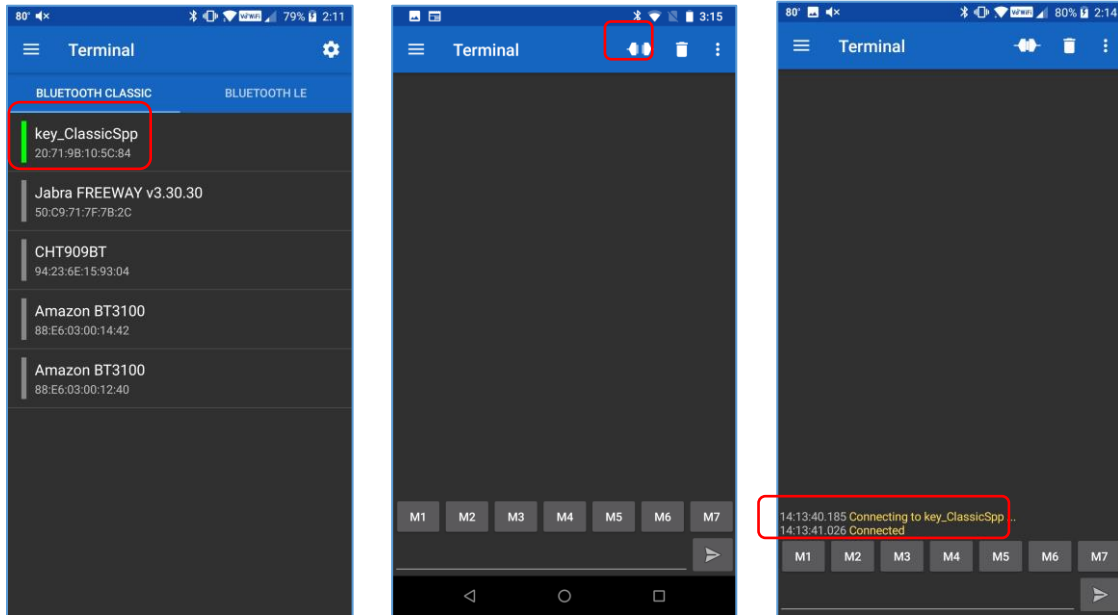 80° VoWiFi 79% 2:11
Terminal
BLUETOOTH CLASSIC BLUETOOTH LE
key_ClassicSpp
20:71:9B:10:5C:84
Jabra FREEWAY v3.30.30
50:C9:71:7F:7B:2C
CHT909BT
94:23:6E:15:93:04
Amazon BT3100
88:E6:03:00:14:42
Amazon BT3100
88:E6:03:00:12:40
3:15
Terminal
M1 M2 M3 M4 M5 M6 M7
80° VoWiFi 80% 2:14
Terminal
14:13:40.185 Connecting to key_ClassicSpp ...
14:13:41.026 Connected
M1 M2 M3 M4 M5 M6 M7